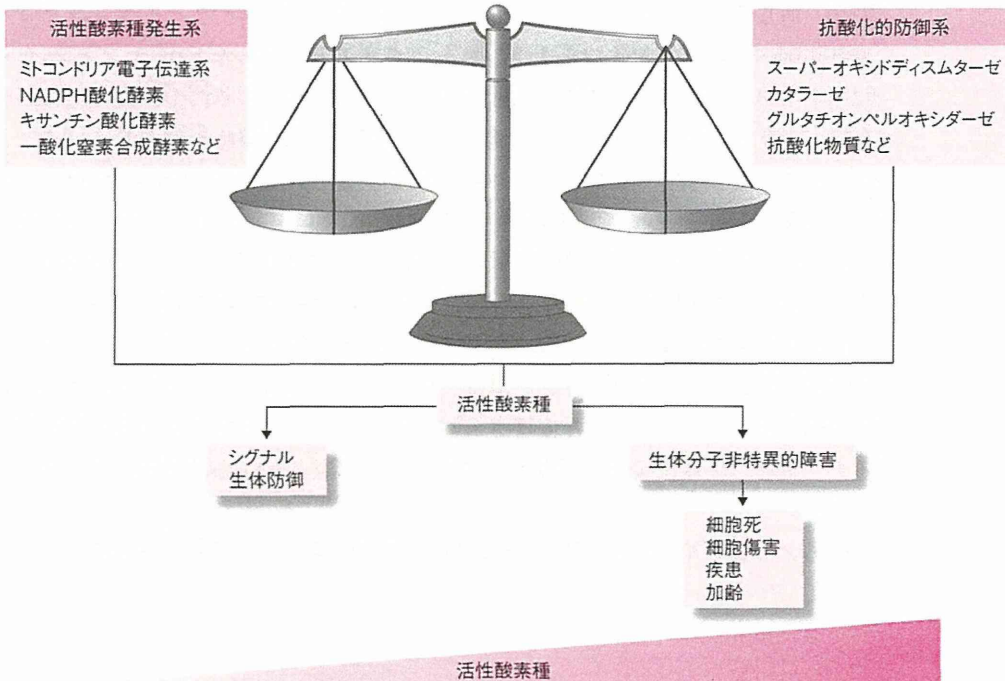 活性酸素種発生系
ミトコンドリア電子伝達系
NADPH酸化酵素
キサンチン酸化酵素
一酸化窒素合成酵素など
抗酸化的防御系
スーパーオキシドディスムターゼ
カタラーゼ
グルタチオンペルオキシダーゼ
抗酸化物質など
活性酸素種
シグナル
生体防御
生体分子非特異的障害
細胞死
細胞傷害
疾患
加齢
活性酸素種